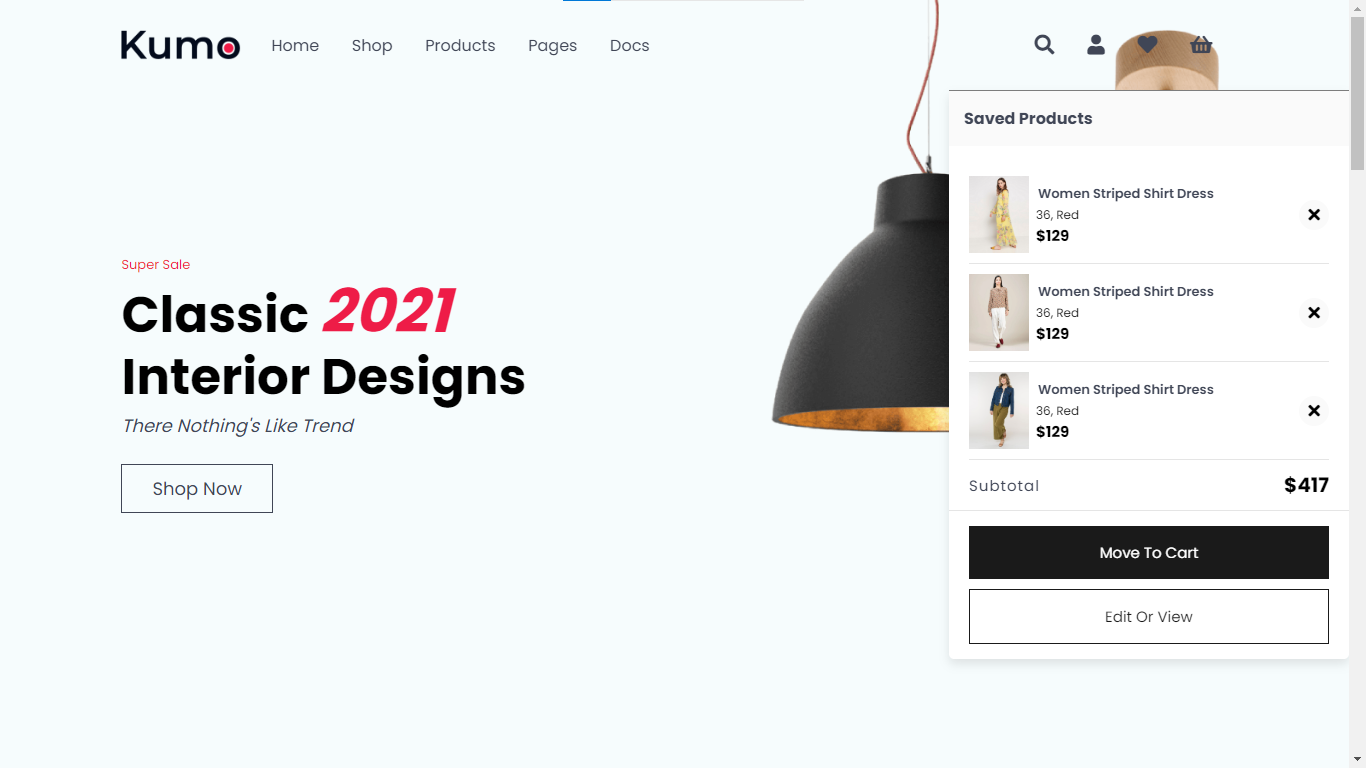 Kumo
Home Shop Products Pages Docs
Saved Products
Women Striped Shirt Dress
36, Red
$129
Women Striped Shirt Dress
36, Red
$129
Women Striped Shirt Dress
36, Red
$129
Subtotal $417
Move To Cart
Edit Or View
Super Sale
Classic 2021
Interior Designs
There Nothing's Like Trend
Shop Now